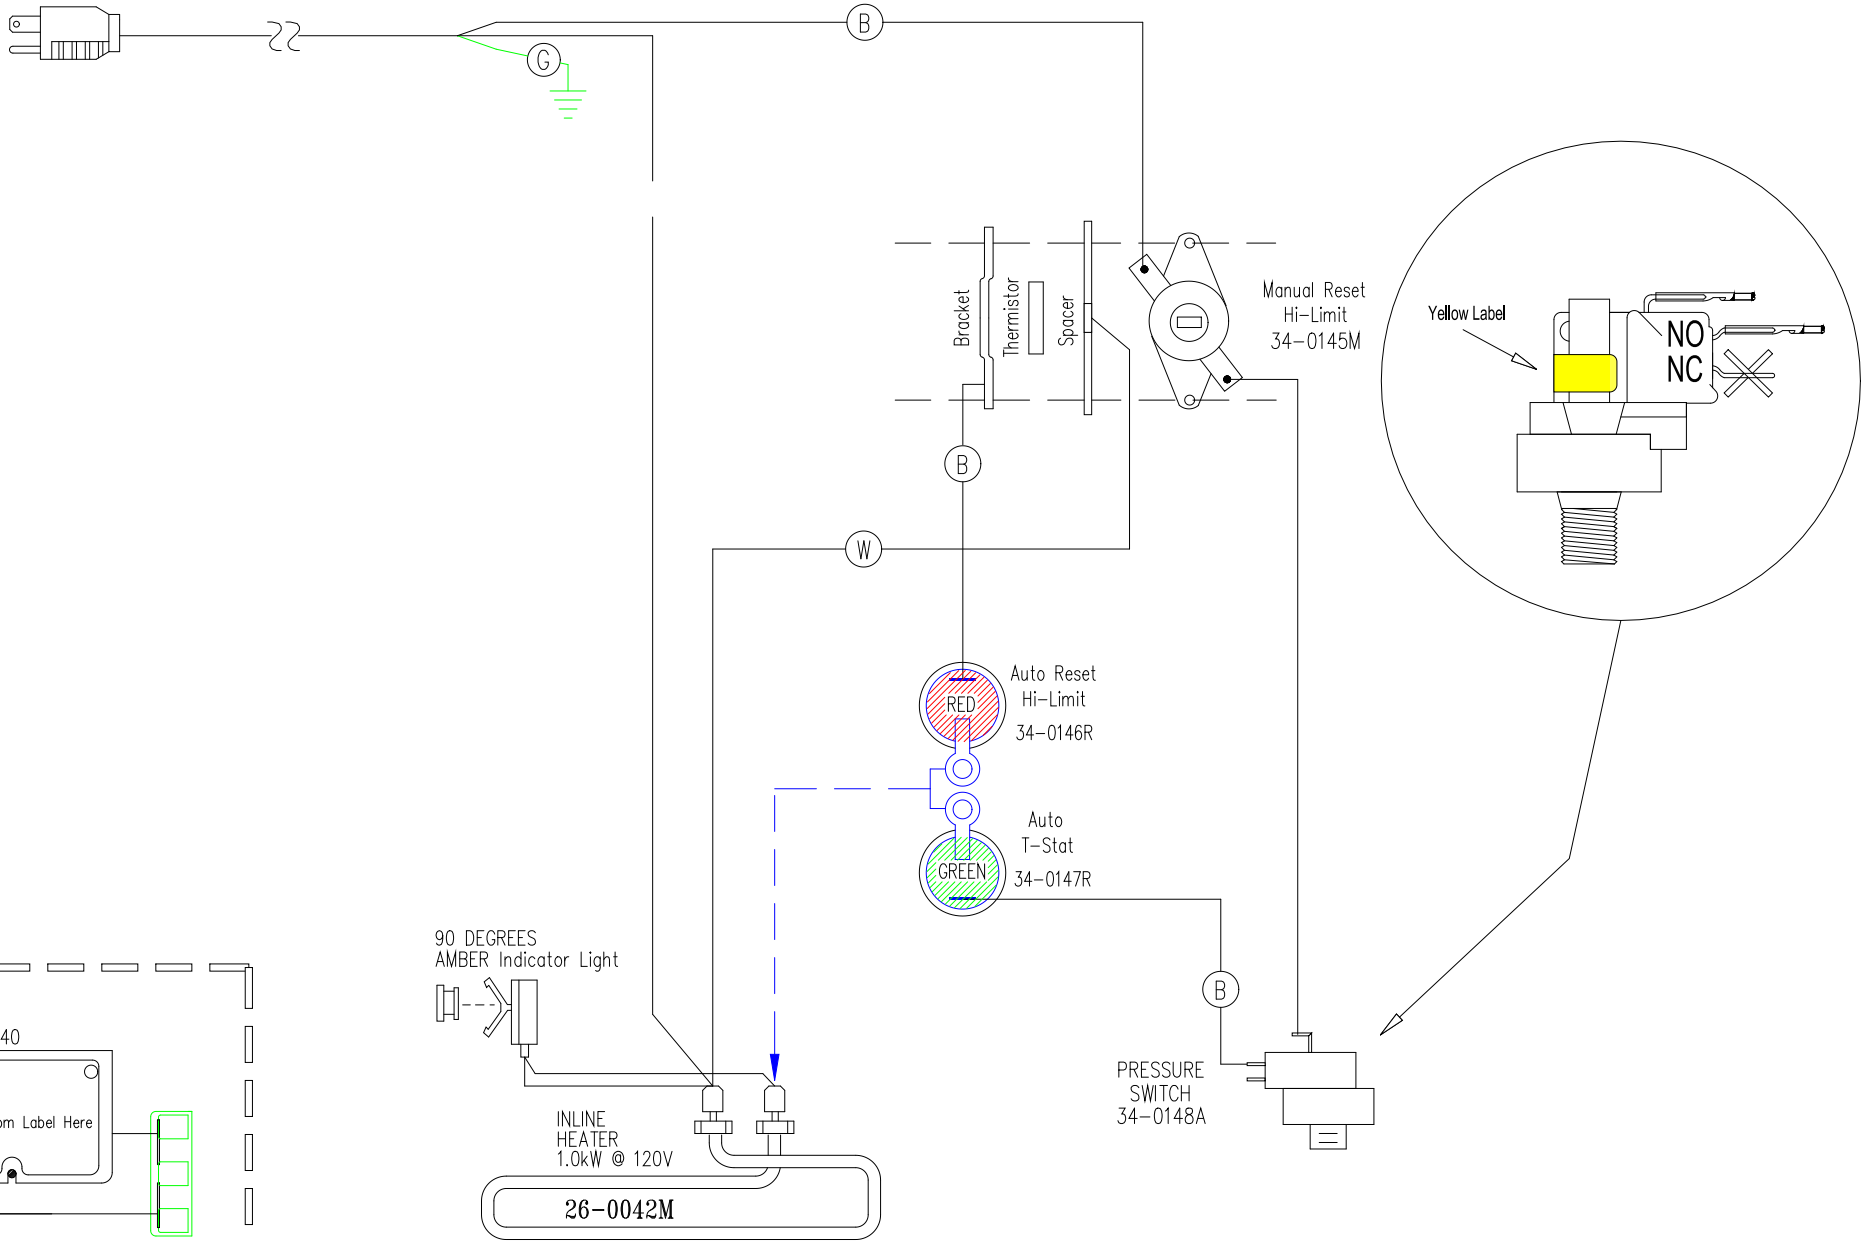 B
G
Manual Reset
Hi-Limit
34-0145M
Bracket
Thermistor
Spacer
Yellow Label
NO
NC
B
W
Auto Reset
Hi-Limit
34-0146R
RED
Auto
T-Stat
34-0147R
GREEN
90 DEGREES
AMBER Indicator Light
B
40
om Label Here
PRESSURE
SWITCH
34-0148A
INLINE
HEATER
1.0kW @ 120V
26-0042M